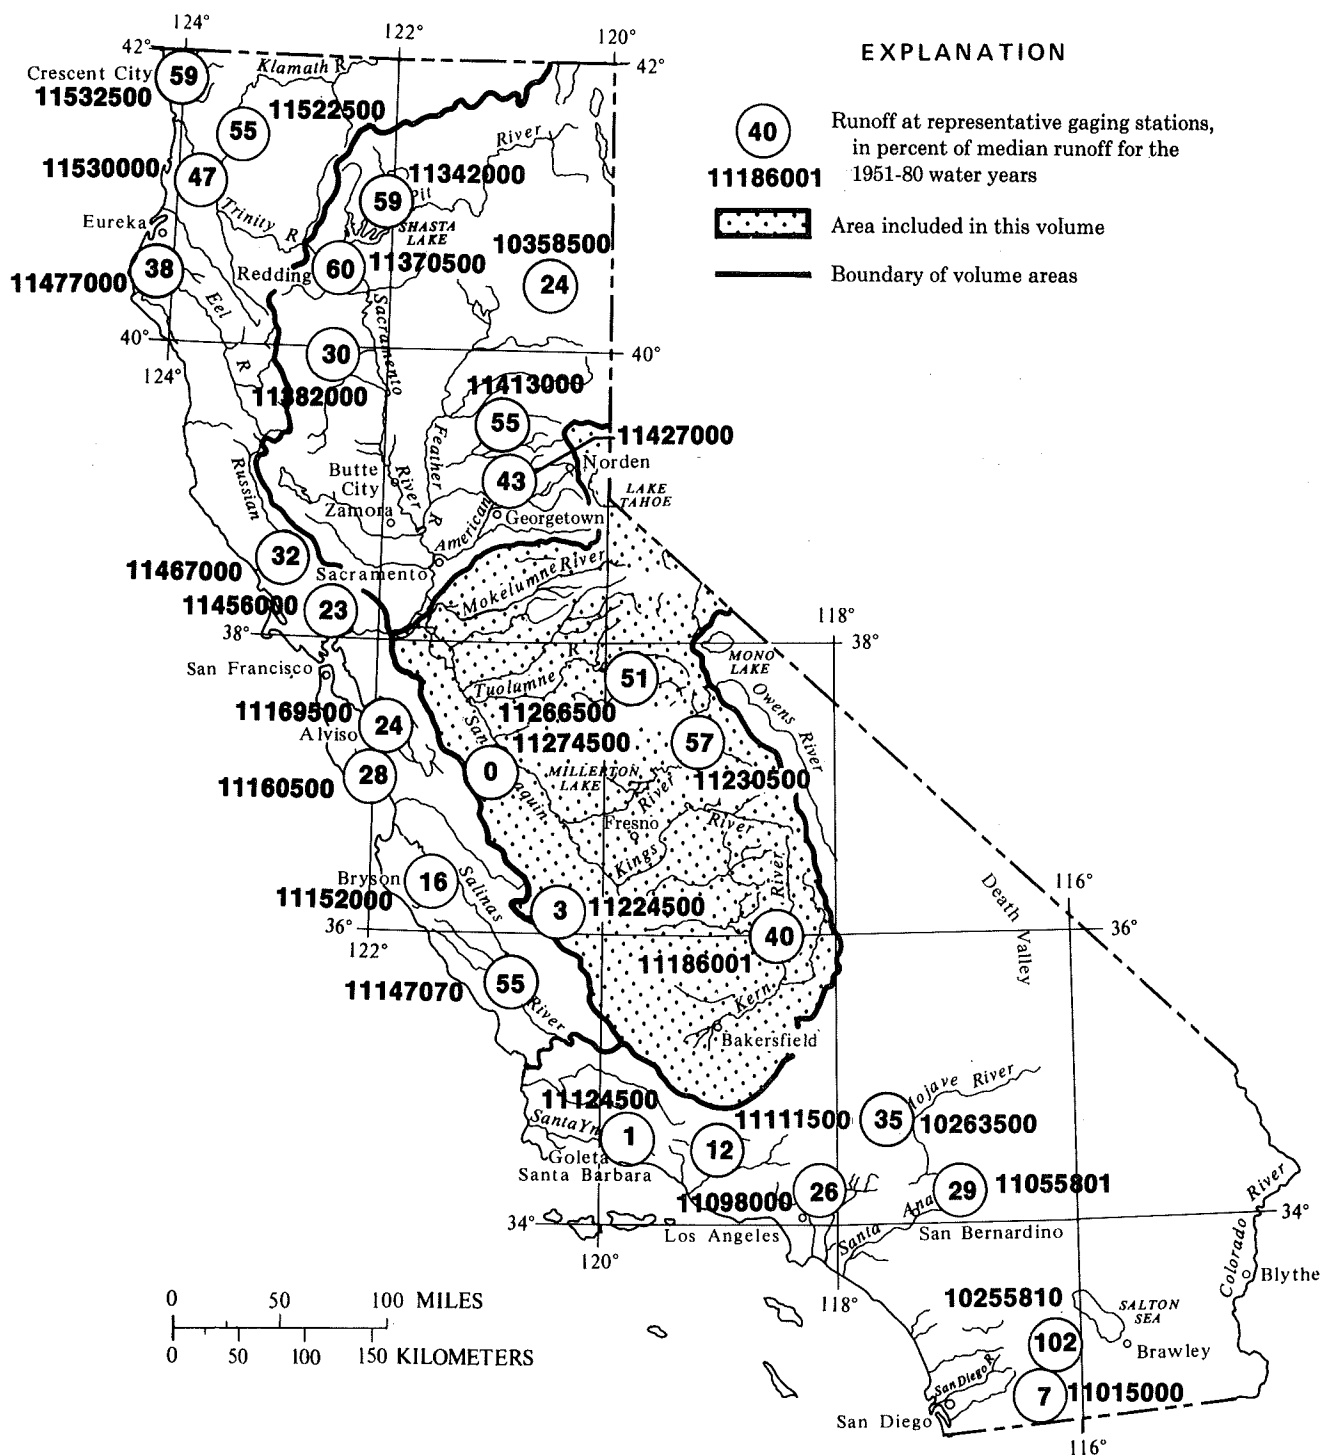 124°
122°
120°
42°
42°
EXPLANATION
Crescent City
59
11532500
Klamath R
55
11522500
40
Runoff at representative gaging stations,
in percent of median runoff for the
1951-80 water years
11186001
Area included in this volume
Boundary of volume areas
River
11530000
47
11342000
59
Pit
Trinity R
SHASTA
LAKE
Eureka
38
11477000
Redding
60
11370500
10358500
24
Eel
R
Sacramento
River
40°
40°
124°
30
11382000
11413000
55
11427000
Feather R
43
Norden
LAKE
TAHOE
Butte
City
Zamora
American
Georgetown
Russian
32
11467000
Sacramento
Mokelumne River
11456000
23
38°
118°
38°
San Francisco
MONO
LAKE
R
Tuolumne
51
11266500
Owens River
11169500
24
Alviso
San
11274500
0
aquin
57
11230500
MILLERTON
LAKE
28
11160500
River
Fresno
Kings
River
River
Bryson
16
11152000
Salinas
3
11224500
40
11186001
Death Valley
116°
36°
36°
122°
11147070
55
River
Kern
Bakersfield
11124500
1
Santa Yn
Goleta
Santa Barbara
11111500
12
Mojave River
35
10263500
11098000
26
Ana
29
11055801
34°
34°
Los Angeles
Santa
San Bernardino
Colorado River
Blythe
120°
118°
0 50 100 MILES
0 50 100 150 KILOMETERS
10255810
SALTON
SEA
102
Brawley
San Diego R
7
11015000
San Diego
116°